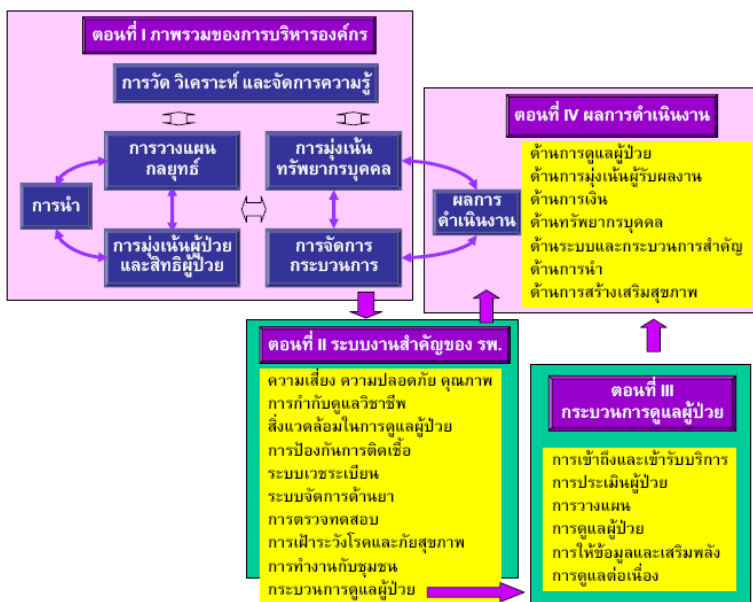 ตอนที่ I ภาพรวมของการบริหารองค์กร
การวัด วิเคราะห์ และจัดการความรู้
การวางแผน
กลยุทธ์
การมุ่งเน้น
ทรัพยากรบุคคล
การนำ
การมุ่งเน้นผู้ป่วย
และสิทธิผู้ป่วย
การจัดการ
กระบวนการ
ผลการ
ดำเนินงาน
ตอนที่ IV ผลการดำเนินงาน
ด้านการดูแลผู้ป่วย
ด้านการมุ่งเน้นผู้รับผลงาน
ด้านการเงิน
ด้านทรัพยากรบุคคล
ด้านระบบและกระบวนการสำคัญ
ด้านการนำ
ด้านการสร้างเสริมสุขภาพ
ตอนที่ II ระบบงานสำคัญของ รพ.
ความเสี่ยง ความปลอดภัย คุณภาพ
การกำกับดูแลวิชาชีพ
สิ่งแวดล้อมในการดูแลผู้ป่วย
การป้องกันการติดเชื้อ
ระบบเวชระเบียน
ระบบจัดการด้านยา
การตรวจทดสอบ
การเฝ้าระวังโรคและภัยสุขภาพ
การทำงานกับชุมชน
กระบวนการดูแลผู้ป่วย
ตอนที่ III
กระบวนการดูแลผู้ป่วย
การเข้าถึงและเข้ารับบริการ
การประเมินผู้ป่วย
การวางแผน
การดูแลผู้ป่วย
การให้ข้อมูลและเสริมพลัง
การดูแลต่อเนื่อง